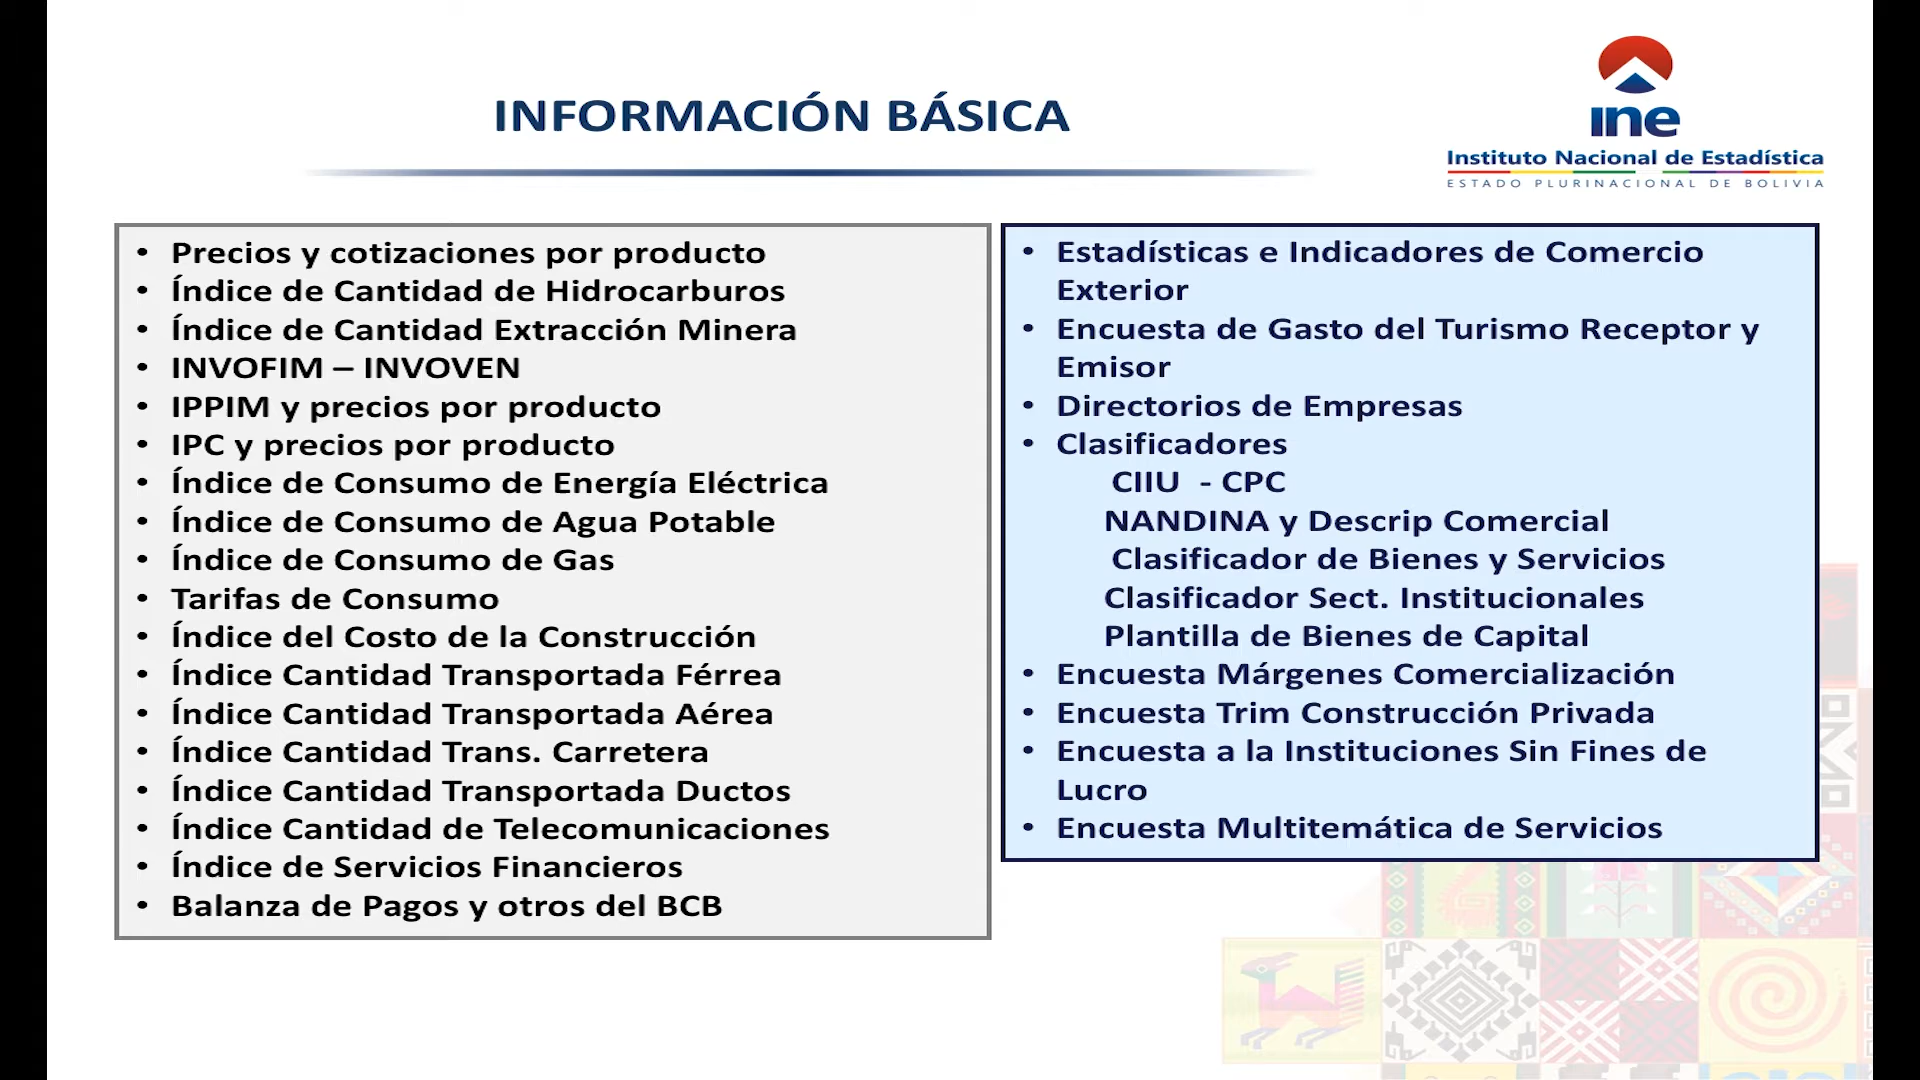 INFORMACIÓN BÁSICA
ine
Instituto Nacional de Estadística
ESTADO PLURINACIONAL DE BOLIVIA
• Precios y cotizaciones por producto
• Índice de Cantidad de Hidrocarburos
• Índice de Cantidad Extracción Minera
• INVOFIM – INVOVEN
• IPPIM y precios por producto
• IPC y precios por producto
• Índice de Consumo de Energía Eléctrica
• Índice de Consumo de Agua Potable
• Índice de Consumo de Gas
• Tarifas de Consumo
• Índice del Costo de la Construcción
• Índice Cantidad Transportada Férrea
• Índice Cantidad Transportada Aérea
• Índice Cantidad Trans. Carretera
• Índice Cantidad Transportada Ductos
• Índice Cantidad de Telecomunicaciones
• Índice de Servicios Financieros
• Balanza de Pagos y otros del BCB
• Estadísticas e Indicadores de Comercio
Exterior
• Encuesta de Gasto del Turismo Receptor y
Emisor
• Directorios de Empresas
• Clasificadores
CIIU - CPC
NANDINA y Descrip Comercial
Clasificador de Bienes y Servicios
Clasificador Sect. Institucionales
Plantilla de Bienes de Capital
• Encuesta Márgenes Comercialización
• Encuesta Trim Construcción Privada
• Encuesta a la Instituciones Sin Fines de
Lucro
• Encuesta Multitemática de Servicios